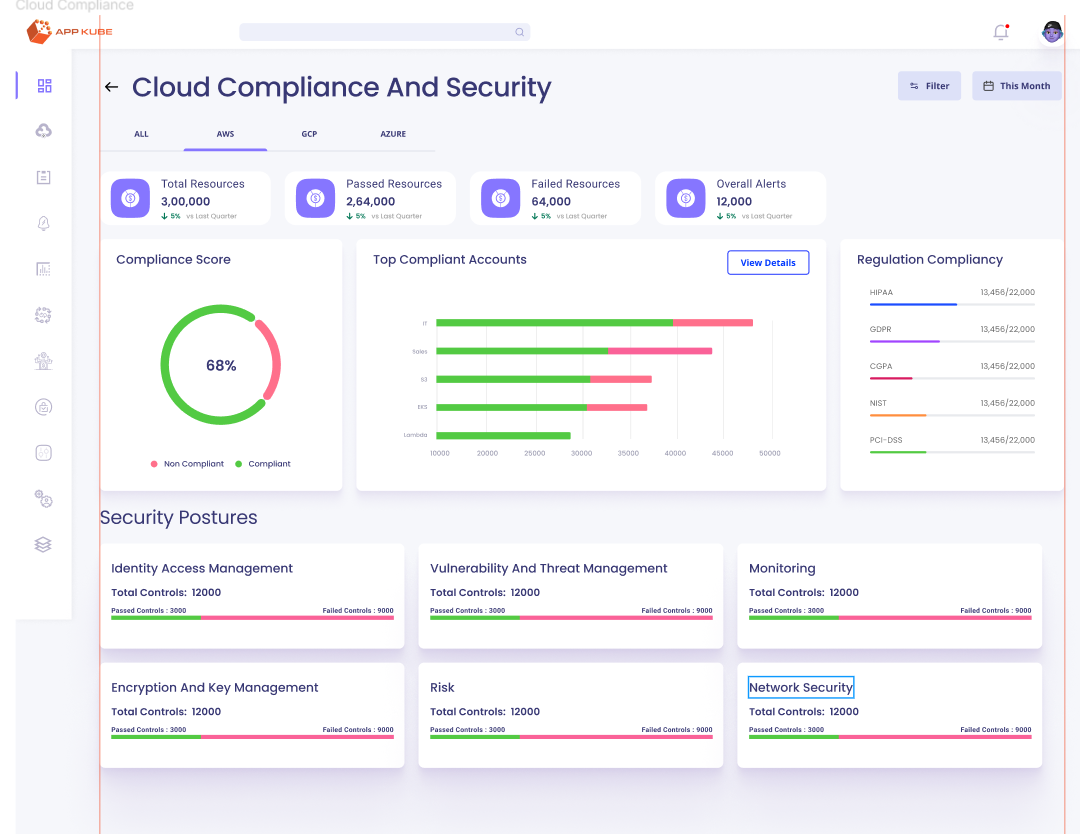 Cloud Compliance
APPKUBE
Cloud Compliance And Security
Filter
This Month
ALL AWS GCP AZURE
Total Resources
3,00,000
5% vs Last Quarter
Passed Resources
2,64,000
5% vs Last Quarter
Failed Resources
64,000
5% vs Last Quarter
Overall Alerts
12,000
5% vs Last Quarter
Compliance Score
68%
Non Compliant Compliant
Top Compliant Accounts
View Details
IT
Sales
S3
EKS
Lambda
10000 20000 25000 30000 35000 40000 45000 50000
Regulation Compliancy
HIPAA 13,456/22,000
GDPR 13,456/22,000
CGPA 13,456/22,000
NIST 13,456/22,000
PCI-DSS 13,456/22,000
Security Postures
Identity Access Management
Total Controls: 12000
Passed Controls : 3000 Failed Controls : 9000
Vulnerability And Threat Management
Total Controls: 12000
Passed Controls : 3000 Failed Controls : 9000
Monitoring
Total Controls: 12000
Passed Controls : 3000 Failed Controls : 9000
Encryption And Key Management
Total Controls: 12000
Passed Controls : 3000 Failed Controls : 9000
Risk
Total Controls: 12000
Passed Controls : 3000 Failed Controls : 9000
Network Security
Total Controls: 12000
Passed Controls : 3000 Failed Controls : 9000